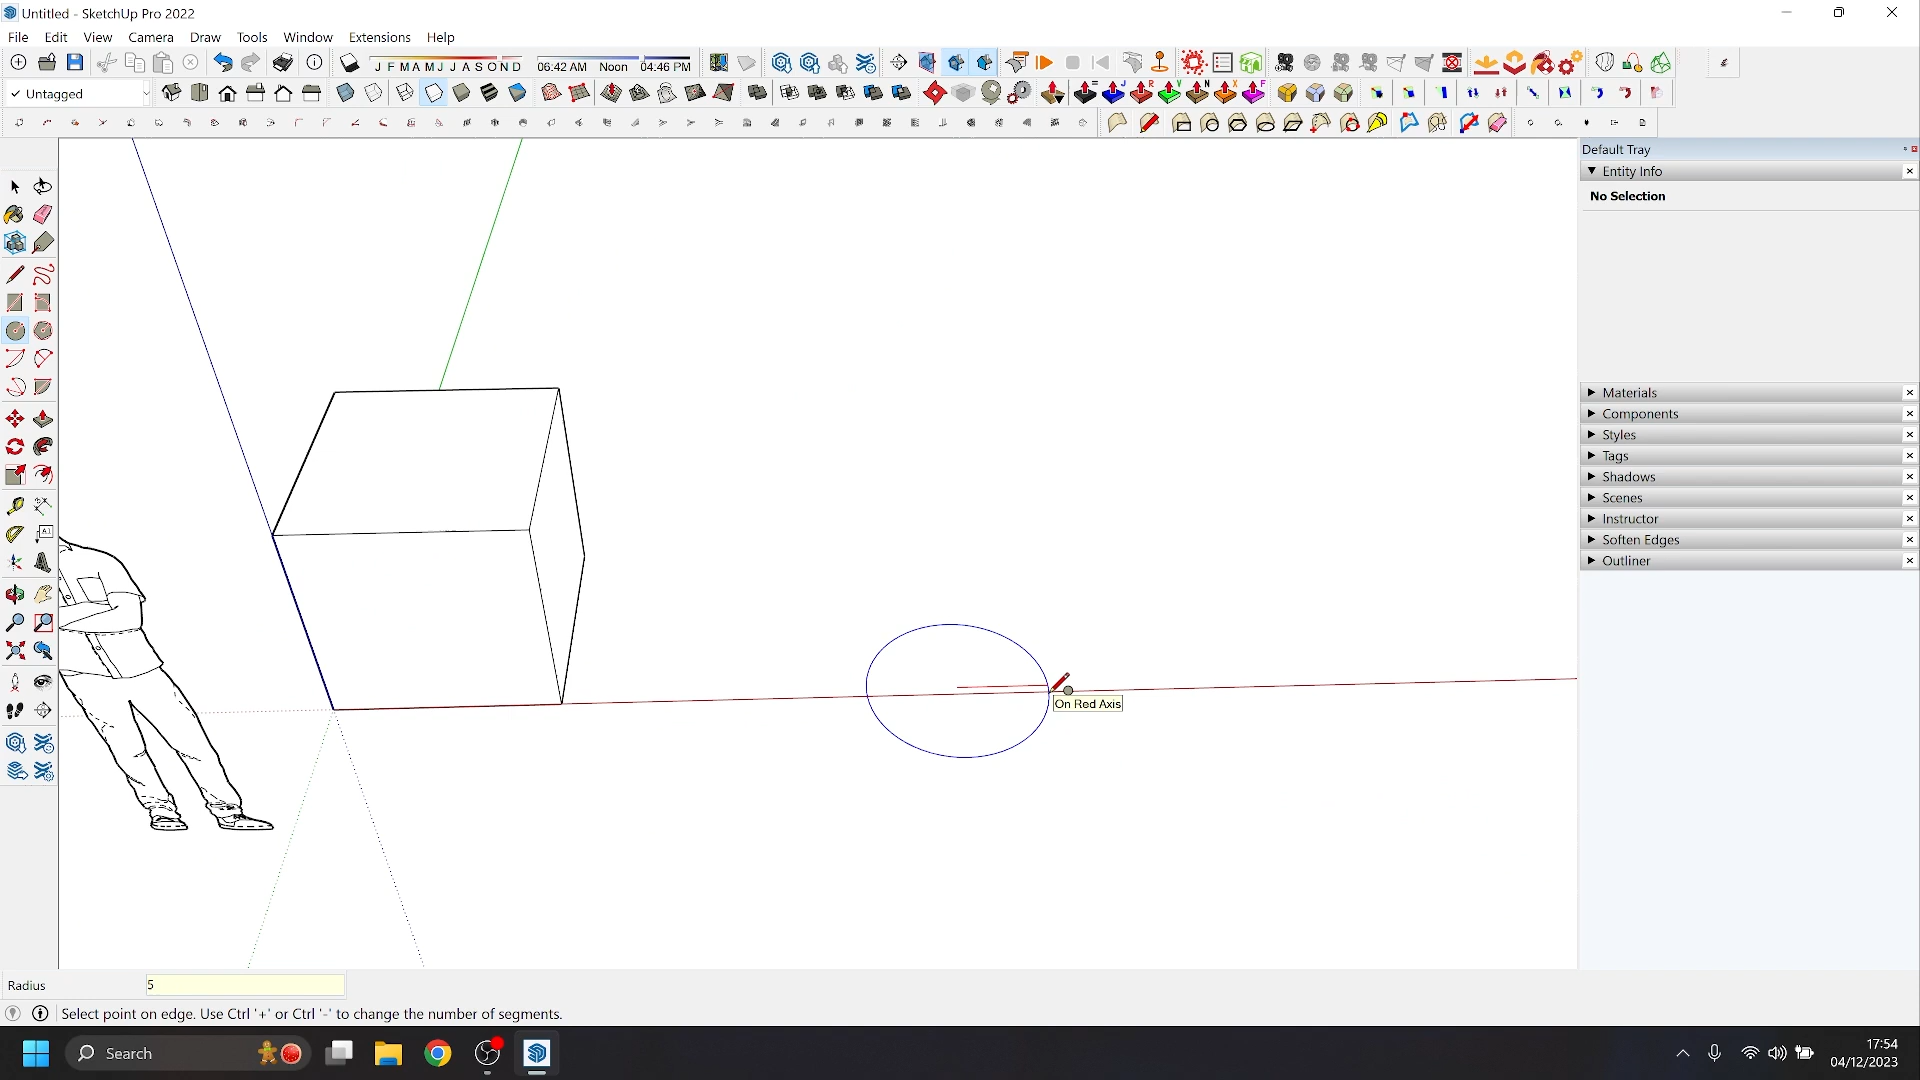 Untitled - SketchUp Pro 2022
File Edit View Camera Draw Tools Window Extensions Help
J F M A M J J A S O N D 06:42 AM Noon 04:46 PM
Untagged
Default Tray
Entity Info
No Selection
Materials
Components
Styles
Tags
Shadows
Scenes
Instructor
Soften Edges
Outliner
On Red Axis
Radius 5
Select point on edge. Use Ctrl '+' or Ctrl '-' to change the number of segments.
Search
17:54
04/12/2023